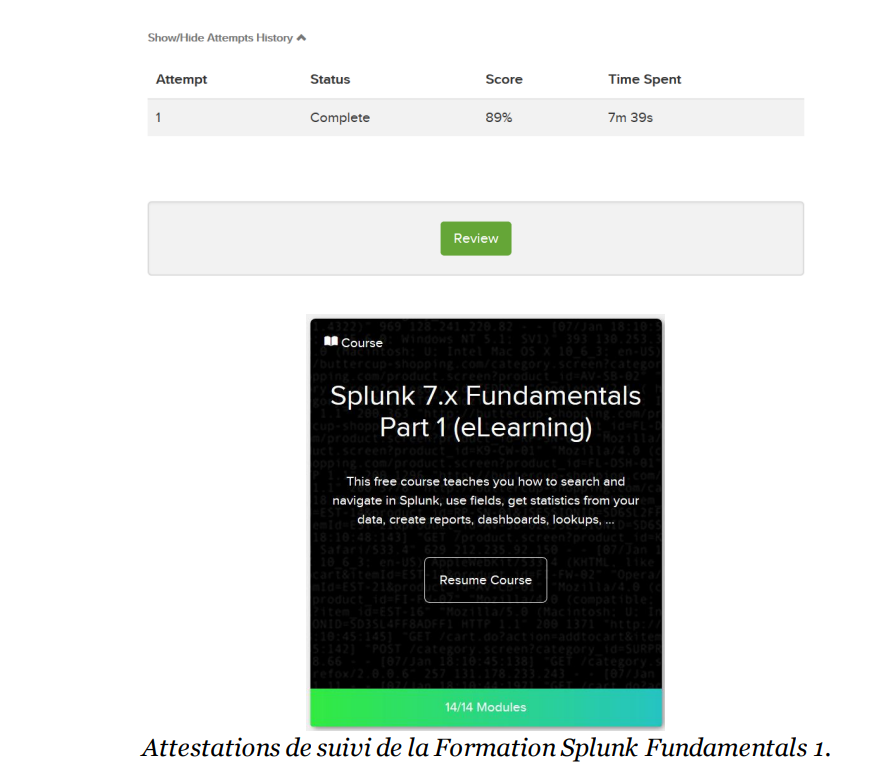 Show/Hide Attempts History
Attempt Status Score Time Spent
1 Complete 89% 7m 39s
Review
Course
Splunk 7.x Fundamentals
Part 1 (eLearning)
This free course teaches you how to search and
navigate in Splunk, use fields, get statistics from your
data, create reports, dashboards, lookups, ...
Resume Course
14/14 Modules
Attestations de suivi de la Formation Splunk Fundamentals 1.